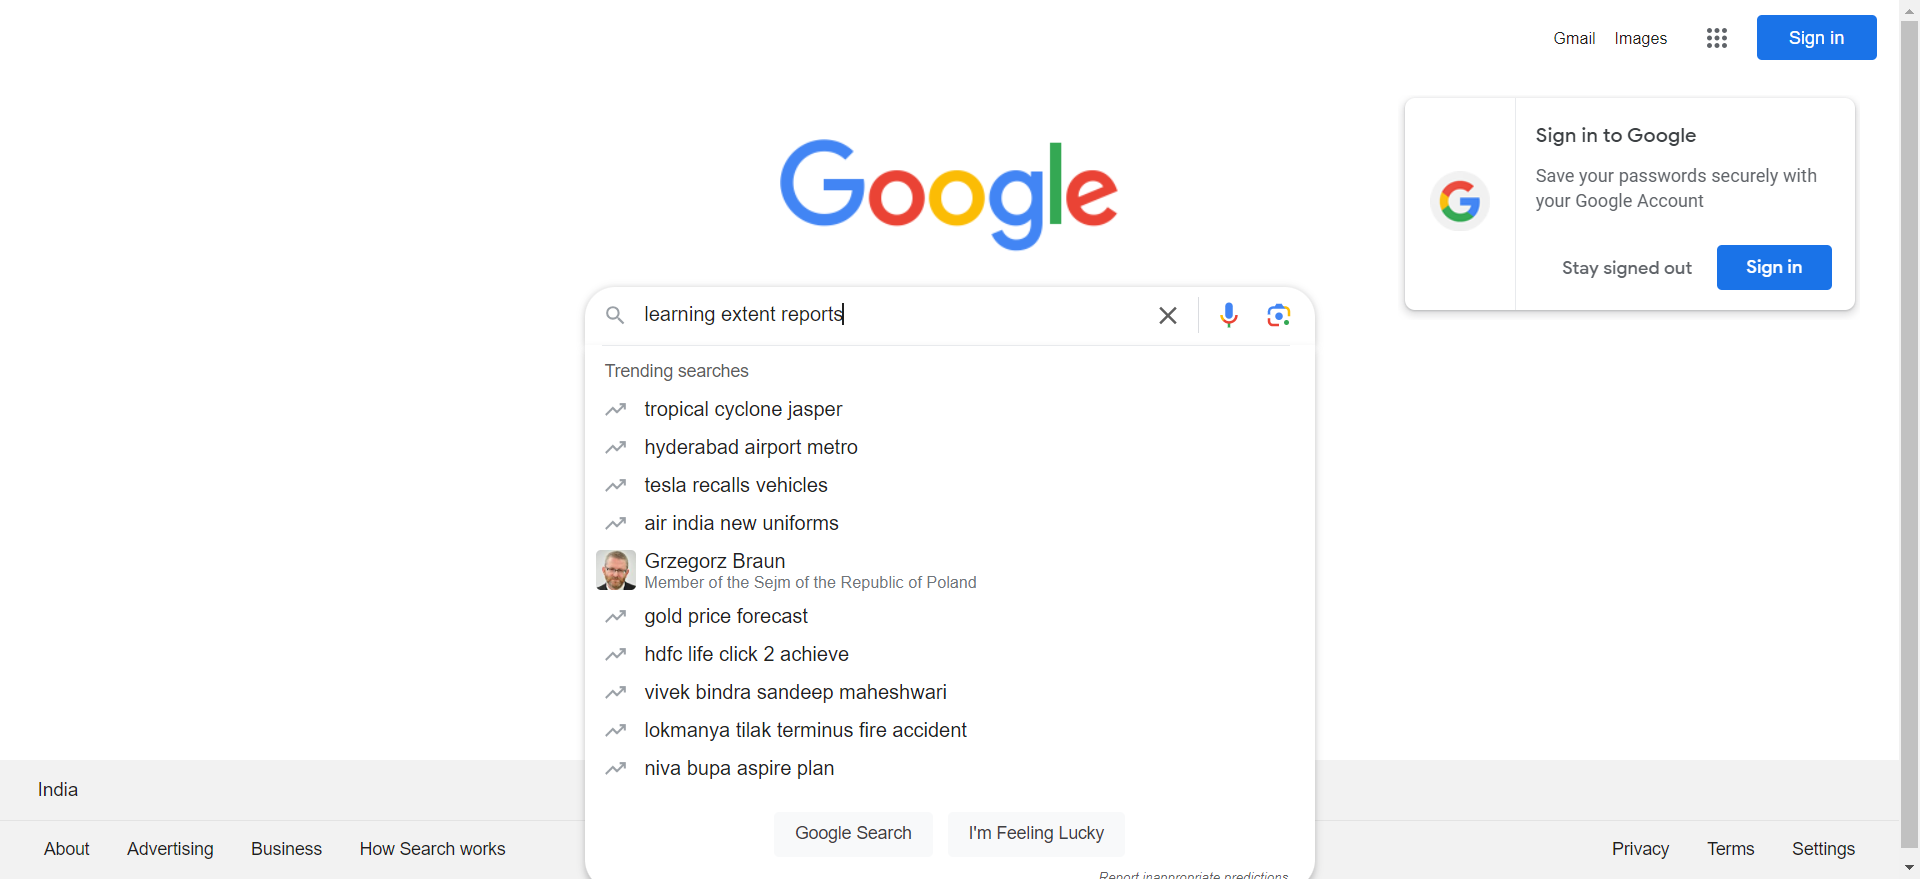 Gmail Images Sign in
Google
Sign in to Google
Save your passwords securely with
your Google Account
Stay signed out Sign in
learning extent reports
Trending searches
tropical cyclone jasper
hyderabad airport metro
tesla recalls vehicles
air india new uniforms
Grzegorz Braun
Member of the Sejm of the Republic of Poland
gold price forecast
hdfc life click 2 achieve
vivek bindra sandeep maheshwari
lokmanya tilak terminus fire accident
niva bupa aspire plan
Google Search I'm Feeling Lucky
Report inappropriate predictions
India
About Advertising Business How Search works
Privacy Terms Settings